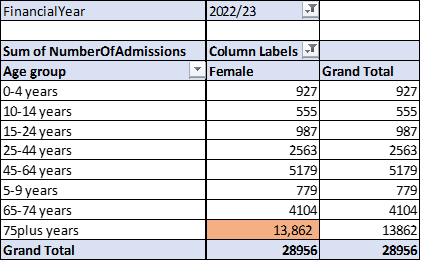 FinancialYear 2022/23
Sum of NumberOfAdmissions Column Labels
Age group Female Grand Total
0-4 years 927 927
10-14 years 555 555
15-24 years 987 987
25-44 years 2563 2563
45-64 years 5179 5179
5-9 years 779 779
65-74 years 4104 4104
75plus years 13,862 13862
Grand Total 28956 28956